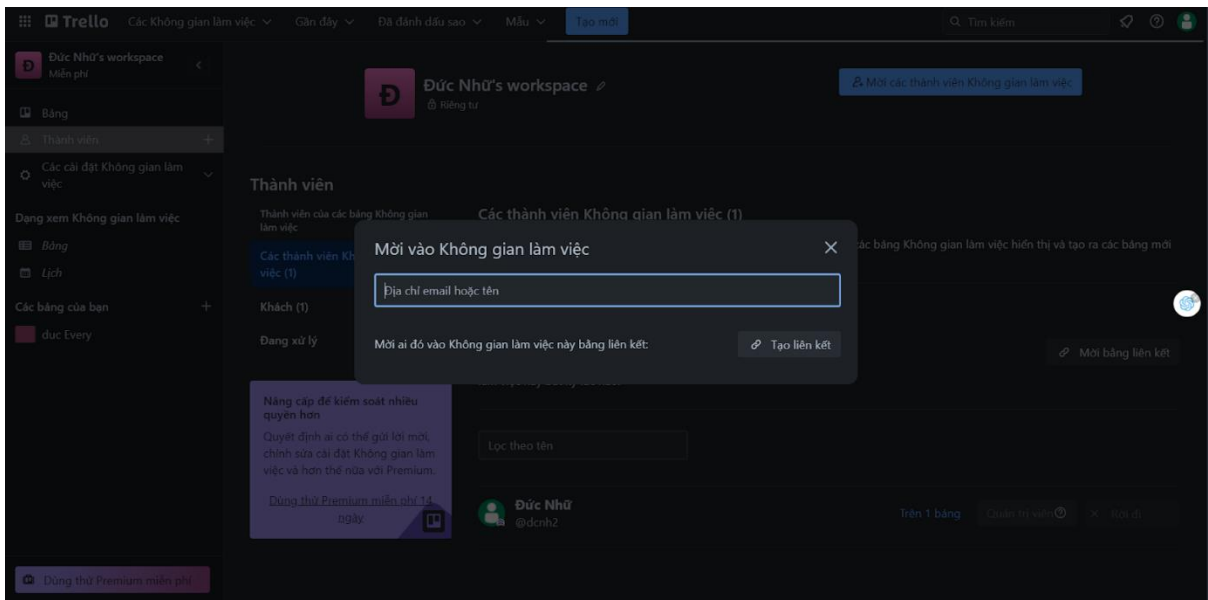 Trello Các Không gian làm việc Gần đây Đã đánh dấu sao Mẫu Tạo mới Tìm kiếm
Đ Đức Nhữ's workspace
Miễn phí
Bảng
Thành viên
Các cài đặt Không gian làm
việc
Dạng xem Không gian làm việc
Bảng
Lịch
Các bảng của bạn
duc Every
Dùng thử Premium miễn phí
Đ Đức Nhữ's workspace
Riêng tư
Mời các thành viên Không gian làm việc
Thành viên
Thành viên của các bảng Không gian
làm việc
Các thành viên Kh
việc (1)
Khách (1)
Đang xử lý
Nâng cấp để kiểm soát nhiều
quyền hơn
Quyết định ai có thể gửi lời mời,
chỉnh sửa cài đặt Không gian làm
việc và hơn thế nữa với Premium.
Dùng thử Premium miễn phí 14
ngày
Các thành viên Không gian làm việc (1)
các bảng Không gian làm việc hiển thị và tạo ra các bảng mới
Mời vào Không gian làm việc
Địa chỉ email hoặc tên
Mời ai đó vào Không gian làm việc này bằng liên kết: Tạo liên kết
Mời bằng liên kết
Lọc theo tên
Đức Nhữ
@dcnh2
Trên 1 bảng Quản trị viên Rời đi